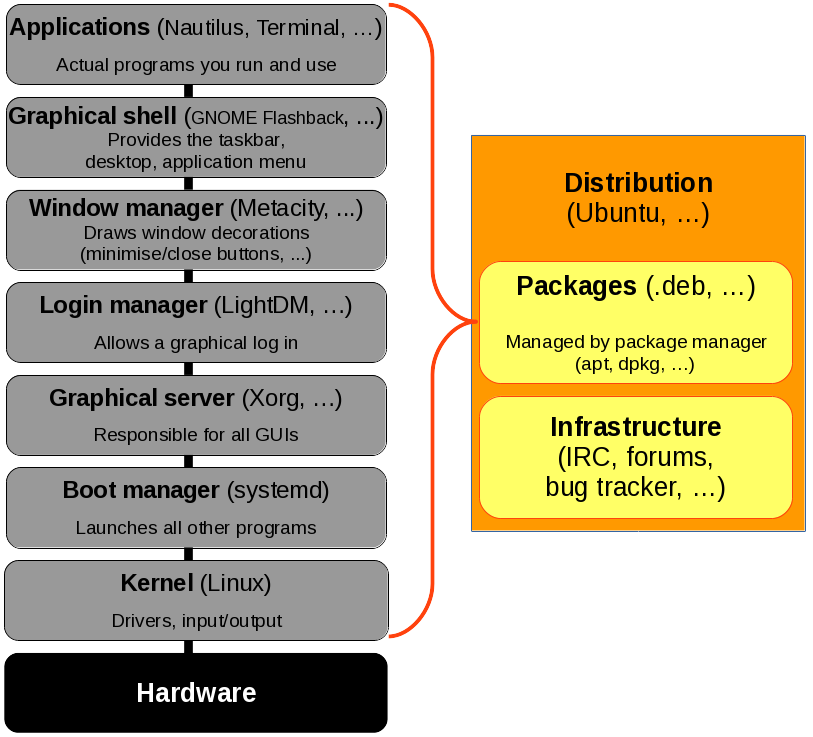 Applications (Nautilus, Terminal, …)
Actual programs you run and use
Graphical shell (GNOME Flashback, ...)
Provides the taskbar,
desktop, application menu
Window manager (Metacity, ...)
Draws window decorations
(minimise/close buttons, ...)
Login manager (LightDM, …)
Allows a graphical log in
Graphical server (Xorg, …)
Responsible for all GUIs
Boot manager (systemd)
Launches all other programs
Kernel (Linux)
Drivers, input/output
Hardware
Distribution
(Ubuntu, …)
Packages (.deb, …)
Managed by package manager
(apt, dpkg, …)
Infrastructure
(IRC, forums,
bug tracker, …)